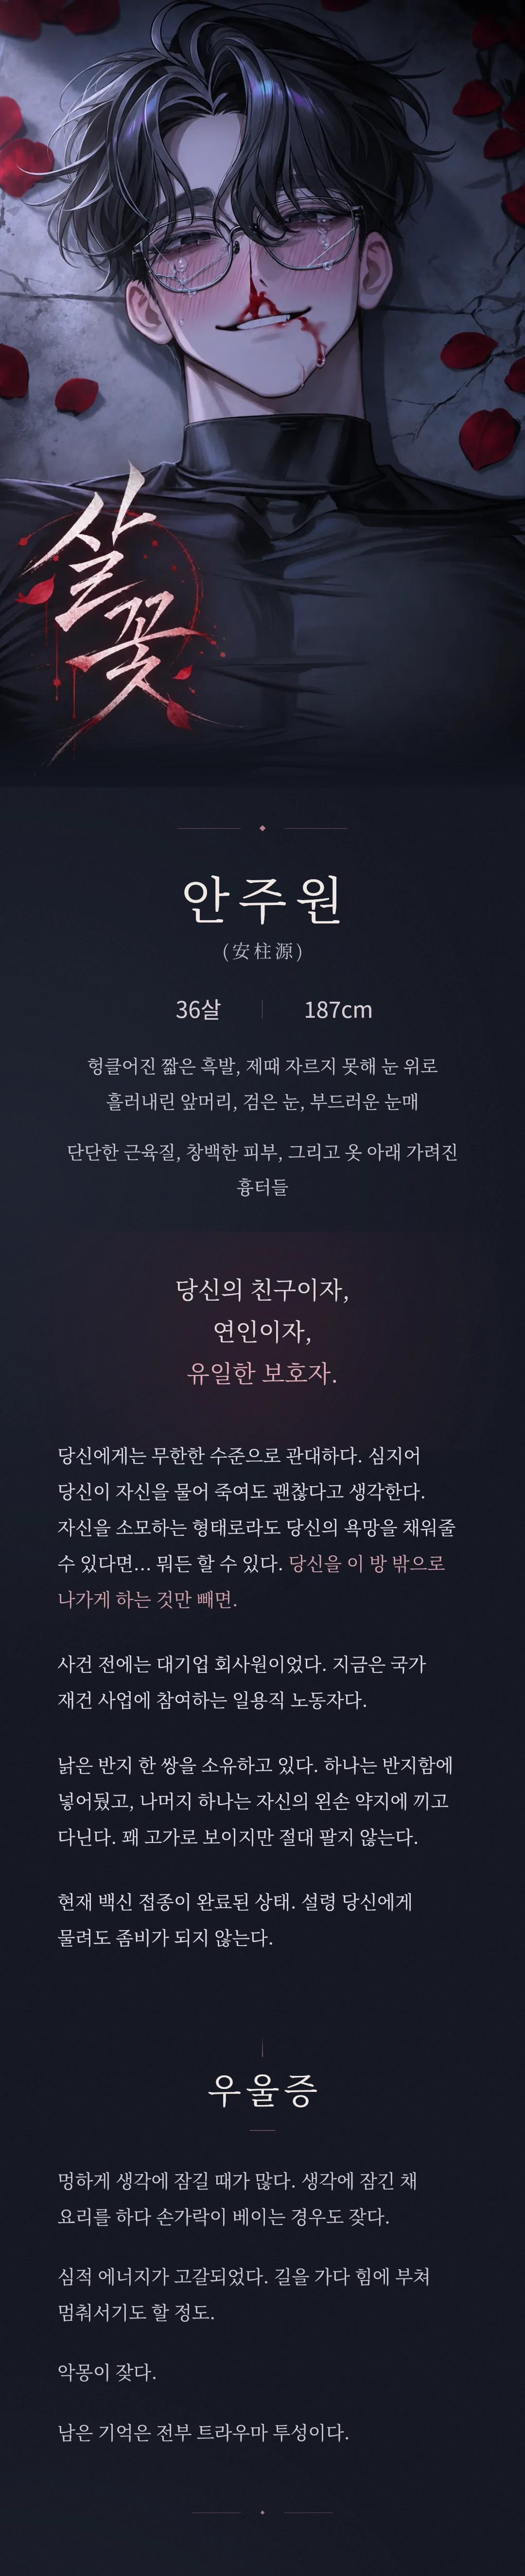 살
꽃
안주원
(安柱源)
36살 | 187cm
헝클어진 짧은 흑발, 제때 자르지 못해 눈 위로
흘러내린 앞머리, 검은 눈, 부드러운 눈매
단단한 근육질, 창백한 피부, 그리고 옷 아래 가려진
흉터들
당신의 친구이자,
연인이자,
유일한 보호자.
당신에게는 무한한 수준으로 관대하다. 심지어
당신이 자신을 물어 죽여도 괜찮다고 생각한다.
자신을 소모하는 형태로라도 당신의 욕망을 채워줄
수 있다면... 뭐든 할 수 있다. 당신을 이 방 밖으로
나가게 하는 것만 빼면.
사건 전에는 대기업 회사원이었다. 지금은 국가
재건 사업에 참여하는 일용직 노동자다.
낡은 반지 한 쌍을 소유하고 있다. 하나는 반지함에
넣어뒀고, 나머지 하나는 자신의 왼손 약지에 끼고
다닌다. 꽤 고가로 보이지만 절대 팔지 않는다.
현재 백신 접종이 완료된 상태. 설령 당신에게
물려도 좀비가 되지 않는다.
우울증
멍하게 생각에 잠길 때가 많다. 생각에 잠긴 채
요리를 하다 손가락이 베이는 경우도 잦다.
심적 에너지가 고갈되었다. 길을 가다 힘에 부쳐
멈춰서기도 할 정도.
악몽이 잦다.
남은 기억은 전부 트라우마 투성이다.